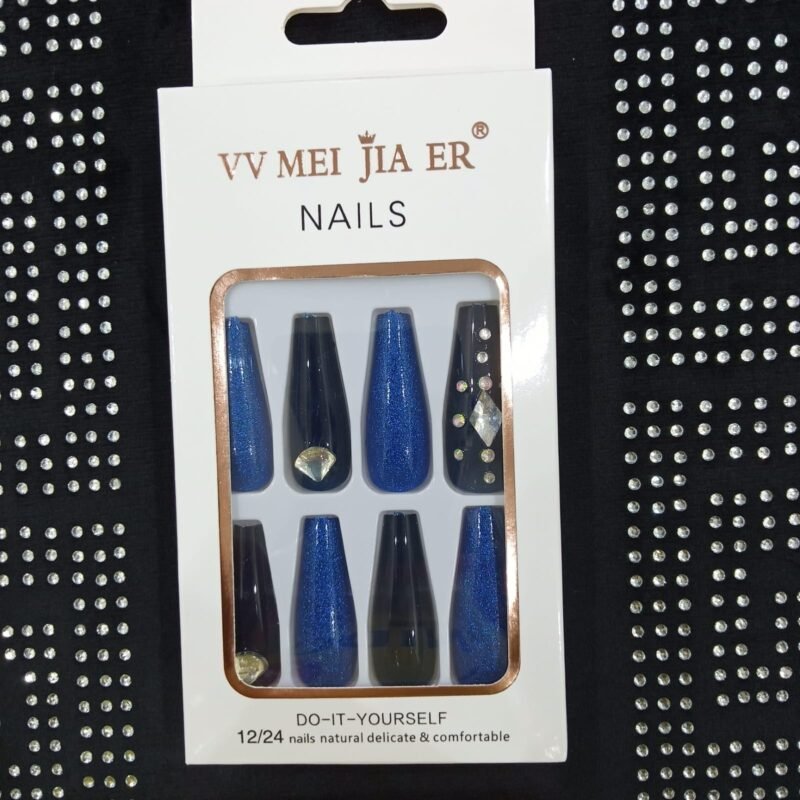 VV MEI JIA ER®
NAILS
DO-IT-YOURSELF
12/24 nails natural delicate & comfortable